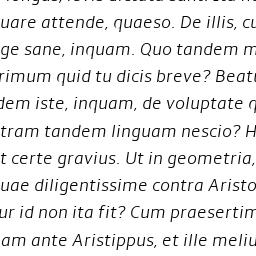 uare attende, quaeso. De illis, cu
ge sane, inquam. Quo tandem m
rimum quid tu dicis breve? Beatu
dem iste, inquam, de voluptate q
tram tandem linguam nescio? H
t certe gravius. Ut in geometria,
uae diligentissime contra Aristo
ur id non ita fit? Cum praesertim
am ante Aristippus, et ille meliu